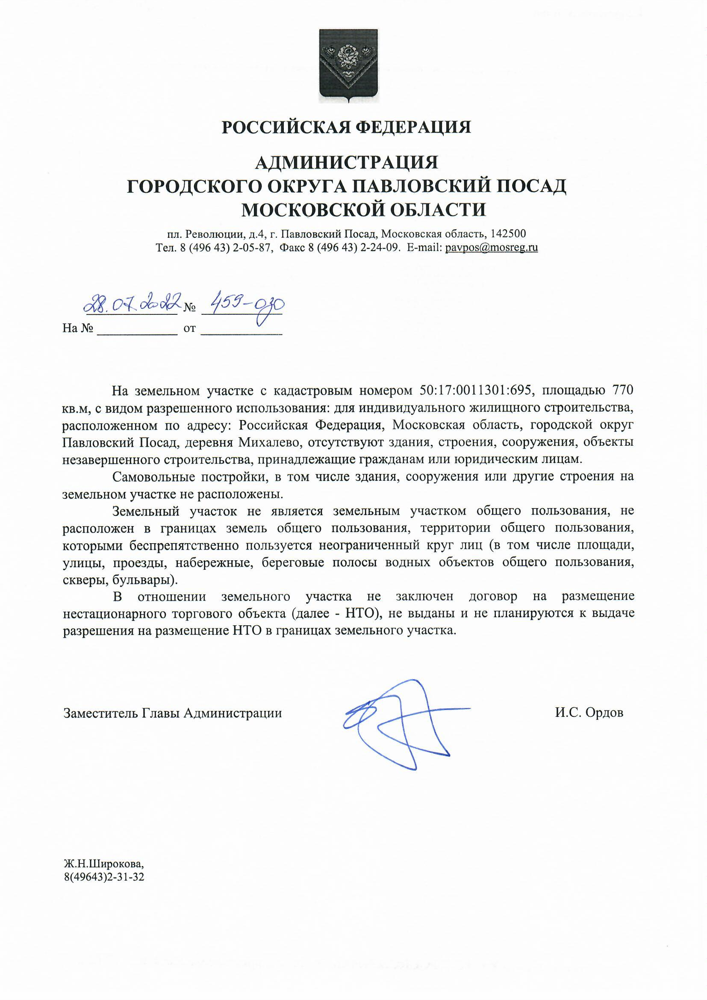 РОССИЙСКАЯ ФЕДЕРАЦИЯ
АДМИНИСТРАЦИЯ
ГОРОДСКОГО ОКРУГА ПАВЛОВСКИЙ ПОСАД
МОСКОВСКОЙ ОБЛАСТИ
пл. Революции, д.4, г. Павловский Посад, Московская область, 142500
Тел. 8 (496 43) 2-05-87, Факс 8 (496 43) 2-24-09. E-mail: pavpos@mosreg.ru
28.07.2022 № 459-озо
На № ____________ от ____________
На земельном участке с кадастровым номером 50:17:0011301:695, площадью 770
кв.м, с видом разрешенного использования: для индивидуального жилищного строительства,
расположенном по адресу: Российская Федерация, Московская область, городской округ
Павловский Посад, деревня Михалево, отсутствуют здания, строения, сооружения, объекты
незавершенного строительства, принадлежащие гражданам или юридическим лицам.
Самовольные постройки, в том числе здания, сооружения или другие строения на
земельном участке не расположены.
Земельный участок не является земельным участком общего пользования, не
расположен в границах земель общего пользования, территории общего пользования,
которыми беспрепятственно пользуется неограниченный круг лиц (в том числе площади,
улицы, проезды, набережные, береговые полосы водных объектов общего пользования,
скверы, бульвары).
В отношении земельного участка не заключен договор на размещение
нестационарного торгового объекта (далее - НТО), не выданы и не планируются к выдаче
разрешения на размещение НТО в границах земельного участка.
Заместитель Главы Администрации И.С. Ордов
Ж.Н.Широкова,
8(49643)2-31-32